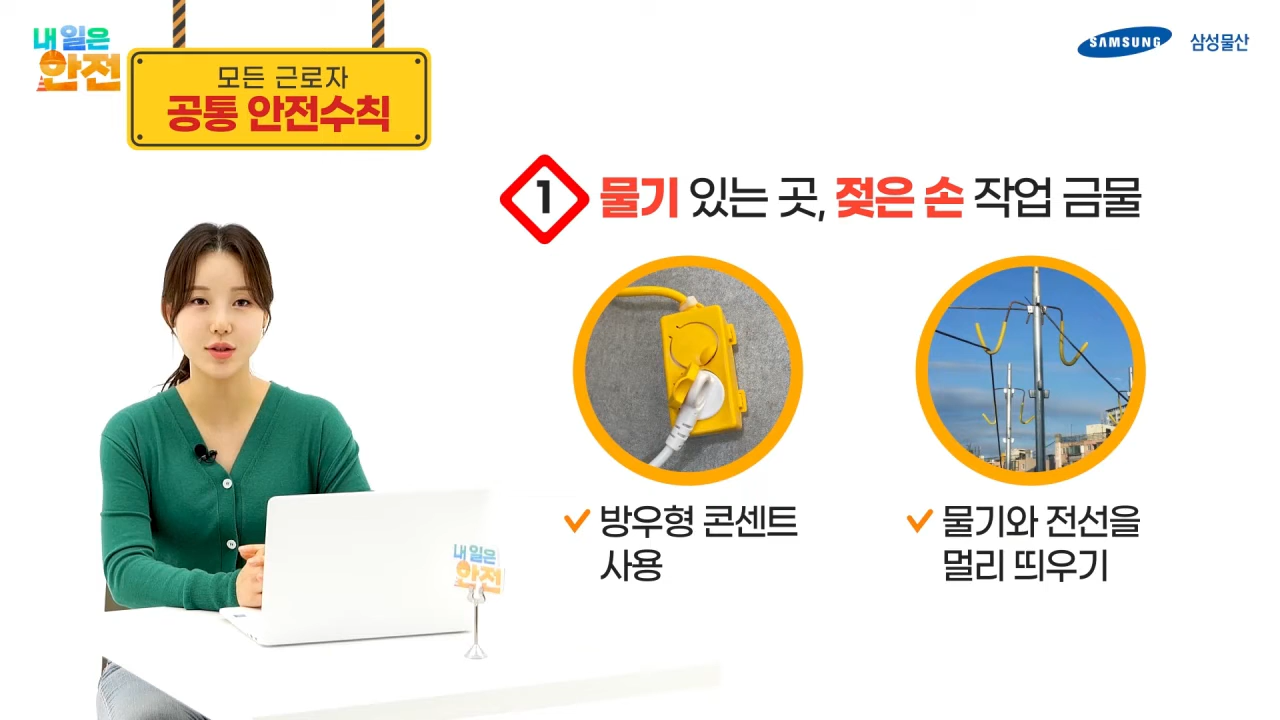 내 일은
안전
모든 근로자
공통 안전수칙
SAMSUNG 삼성물산
1 물기 있는 곳, 젖은 손 작업 금물
방우형 콘센트
사용
물기와 전선을
멀리 띄우기
내 일은
안전